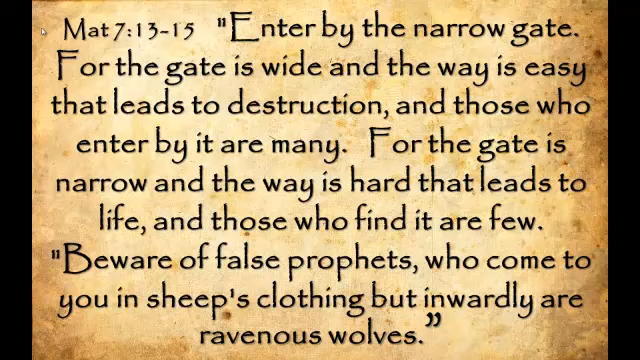 Mat 7:13-15 "Enter by the narrow gate.
For the gate is wide and the way is easy
that leads to destruction, and those who
enter by it are many. For the gate is
narrow and the way is hard that leads to
life, and those who find it are few.
"Beware of false prophets, who come to
you in sheep's clothing but inwardly are
ravenous wolves.”